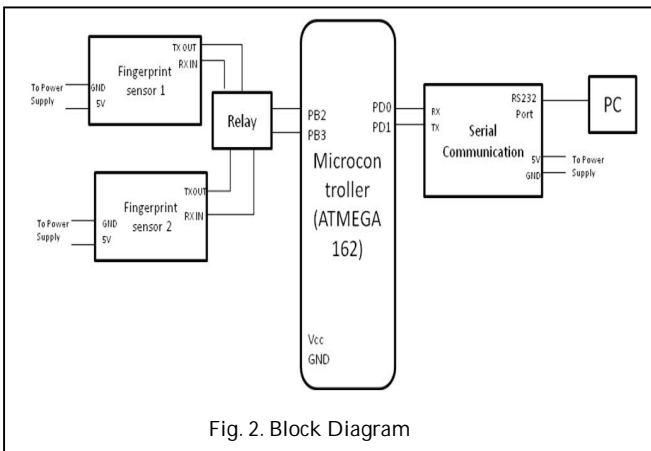 TX OUT
RX IN
Fingerprint
sensor 1
To Power
Supply
GND
5V
Relay
TXOUT
RX IN
Fingerprint
sensor 2
To Power
Supply
GND
5V
PB2
PB3
PD0
PD1
Microcon
troller
(ATMEGA
162)
Vcc
GND
RX
TX
RS232
Port
Serial
Communication
5V
GND
To Power
Supply
PC
Fig. 2. Block Diagram